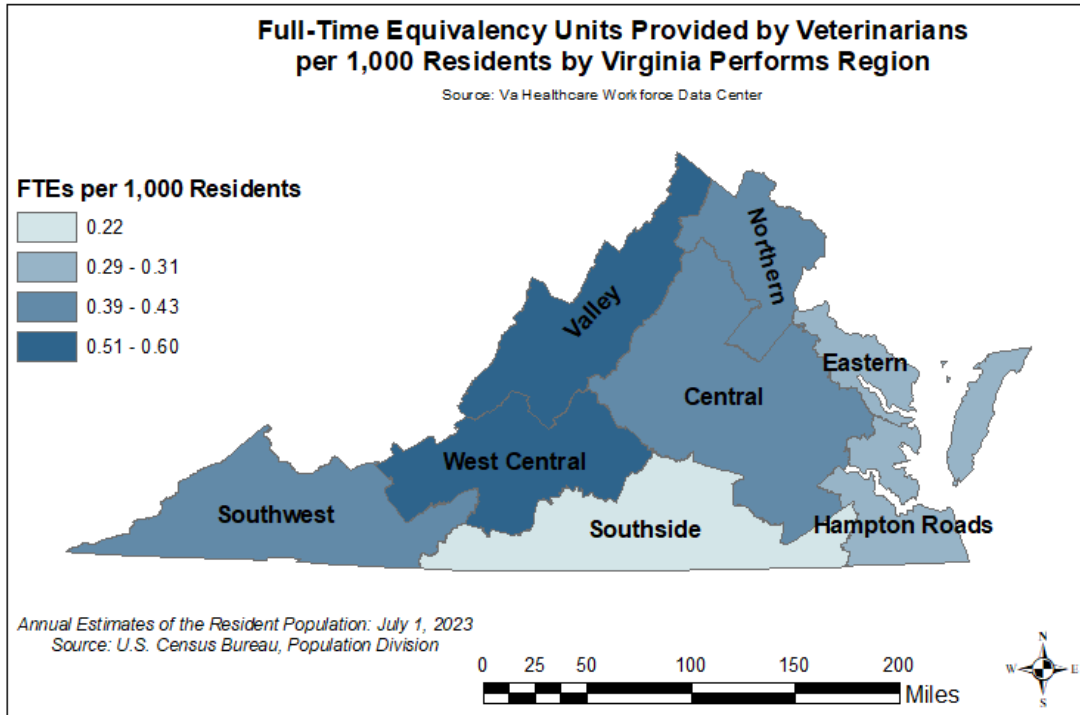 Full-Time Equivalency Units Provided by Veterinarians
per 1,000 Residents by Virginia Performs Region
Source: Va Healthcare Workforce Data Center
FTEs per 1,000 Residents
0.22
0.29 - 0.31
0.39 - 0.43
0.51 - 0.60
Northern
Valley
Eastern
Central
West Central
Southwest
Southside
Hampton Roads
Annual Estimates of the Resident Population: July 1, 2023
Source: U.S. Census Bureau, Population Division
0 25 50 100 150 200
Miles
N
W E
S